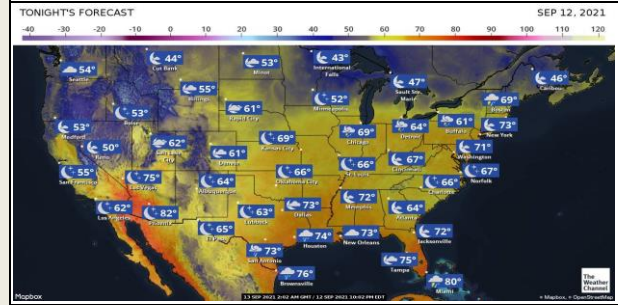 TONIGHT'S FORECAST
SEP 12, 2021
-40 -30 -20 -10 0 10 20 30 40 50 60 70 80 90 100 110 120
54° Seattle
44° Cut Bank
53° Minot
43° International Falls
47° Sault Ste. Marie
46° Caribou
55° Billings
61° Rapid City
52° Minneapolis
69° Boston
53° Medford
53° Boise
69° Chicago
64° Detroit
61° Buffalo
73° New York
50° Reno
62° Salt Lake City
61° Denver
69° Kansas City
66° St. Louis
67° Cincinnati
71° Washington
55° San Francisco
75° Las Vegas
64° Albuquerque
66° Oklahoma City
66° Charlotte
67° Norfolk
62° Los Angeles
82° Phoenix
63° Lubbock
73° Dallas
72° Memphis
64° Atlanta
65° El Paso
73° San Antonio
74° Houston
73° New Orleans
72° Jacksonville
76° Brownsville
75° Tampa
80° Miami
The Weather Channel
Mapbox
13 SEP 2021 2:02 AM GMT / 12 SEP 2021 10:02 PM EDT
• Mapbox, • OpenStreetMap